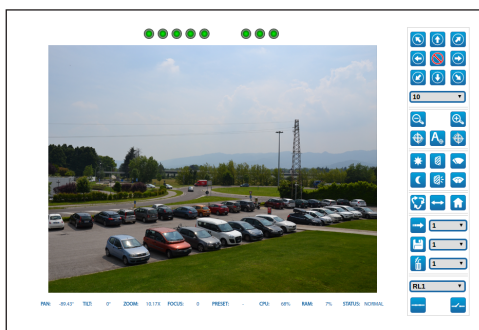 10
A
1
1
1
RL1
PAN: -89.43° TILT: 0° ZOOM: 10.17X FOCUS: 0 PRESET: - CPU: 68% RAM: 7% STATUS: NORMAL